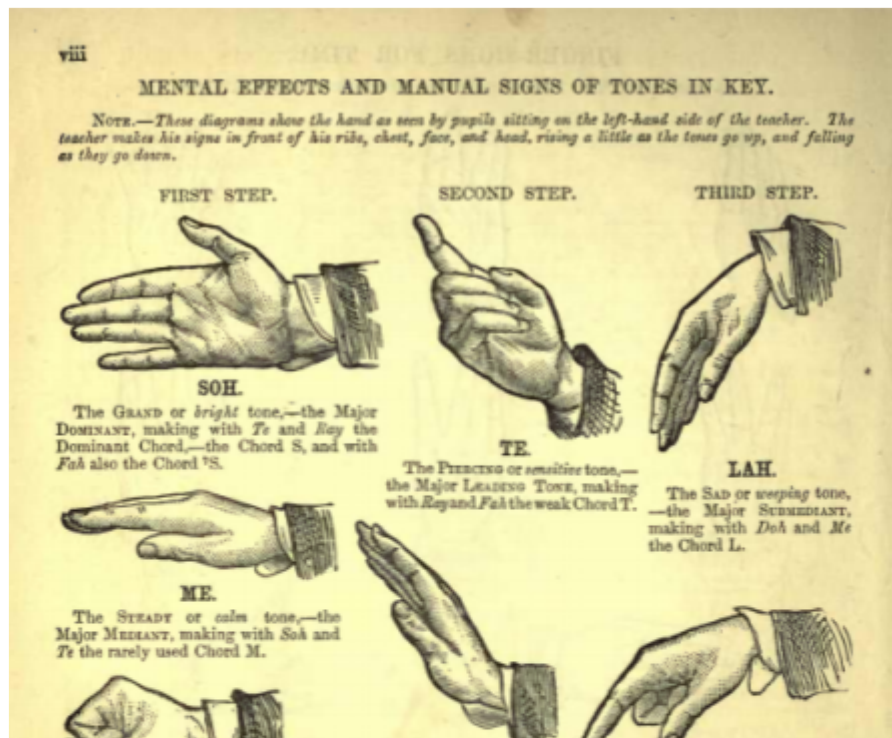 viii
MENTAL EFFECTS AND MANUAL SIGNS OF TONES IN KEY.
NOTE.—These diagrams show the hand as seen by pupils sitting on the left-hand side of the teacher. The
teacher makes his signs in front of his ribs, chest, face, and head, rising a little as the tones go up, and falling
as they go down.
FIRST STEP.
SOH.
The GRAND or bright tone,—the Major
DOMINANT, making with Te and Ray the
Dominant Chord,—the Chord S, and with
Fah also the Chord ⁷S.
ME.
The STEADY or calm tone,—the
Major MEDIANT, making with Soh and
Te the rarely used Chord M.
SECOND STEP.
TE.
The PIERCING or sensitive tone,—
the Major LEADING TONE, making
with Ray and Fah the weak Chord T.
THIRD STEP.
LAH.
The SAD or weeping tone,
—the Major SUBMEDIANT,
making with Doh and Me
the Chord L.